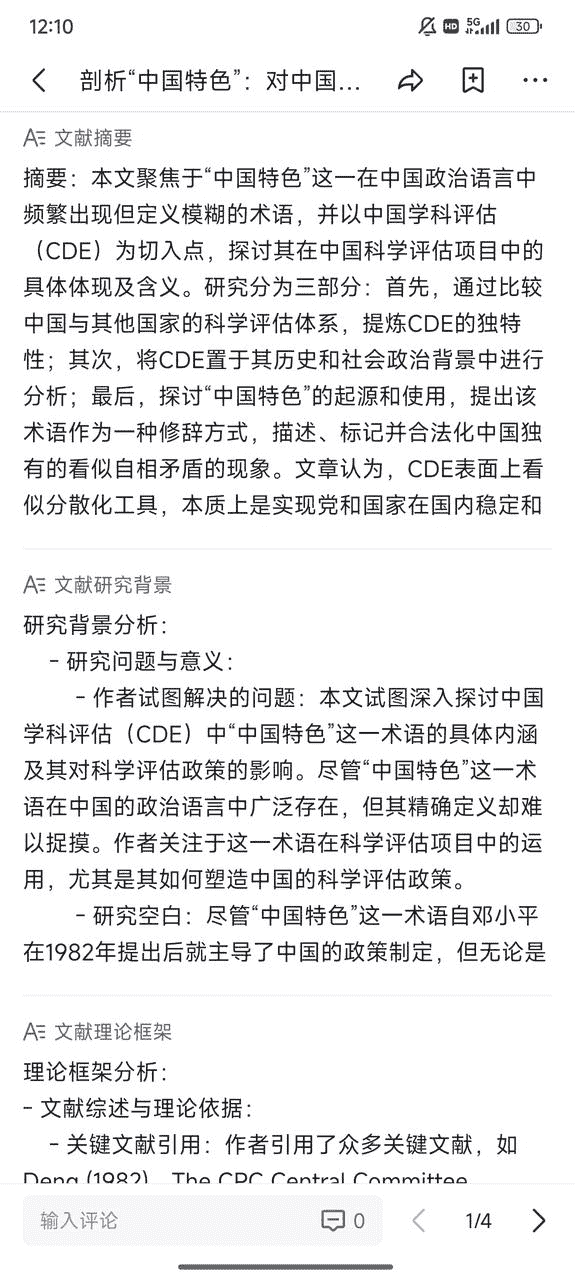 12:10
HD 5G 30
剖析“中国特色”：对中国...
文献摘要
摘要：本文聚焦于“中国特色”这一在中国政治语言中
频繁出现但定义模糊的术语，并以中国学科评估
（CDE）为切入点，探讨其在中国科学评估项目中的
具体体现及含义。研究分为三部分：首先，通过比较
中国与其他国家的科学评估体系，提炼CDE的独特
性；其次，将CDE置于其历史和社会政治背景中进行
分析；最后，探讨“中国特色”的起源和使用，提出该
术语作为一种修辞方式，描述、标记并合法化中国独
有的看似自相矛盾的现象。文章认为，CDE表面上看
似分散化工具，本质上是实现党和国家在国内稳定和
文献研究背景
研究背景分析：
- 研究问题与意义：
- 作者试图解决的问题：本文试图深入探讨中国
学科评估（CDE）中“中国特色”这一术语的具体内涵
及其对科学评估政策的影响。尽管“中国特色”这一术
语在中国的政治语言中广泛存在，但其精确定义却难
以捉摸。作者关注于这一术语在科学评估项目中的运
用，尤其是其如何塑造中国的科学评估政策。
- 研究空白：尽管“中国特色”这一术语自邓小平
在1982年提出后就主导了中国的政策制定，但无论是
文献理论框架
理论框架分析：
- 文献综述与理论依据：
- 关键文献引用：作者引用了众多关键文献，如
Deng (1982)、The CPC Central Committee
输入评论
0
1/4